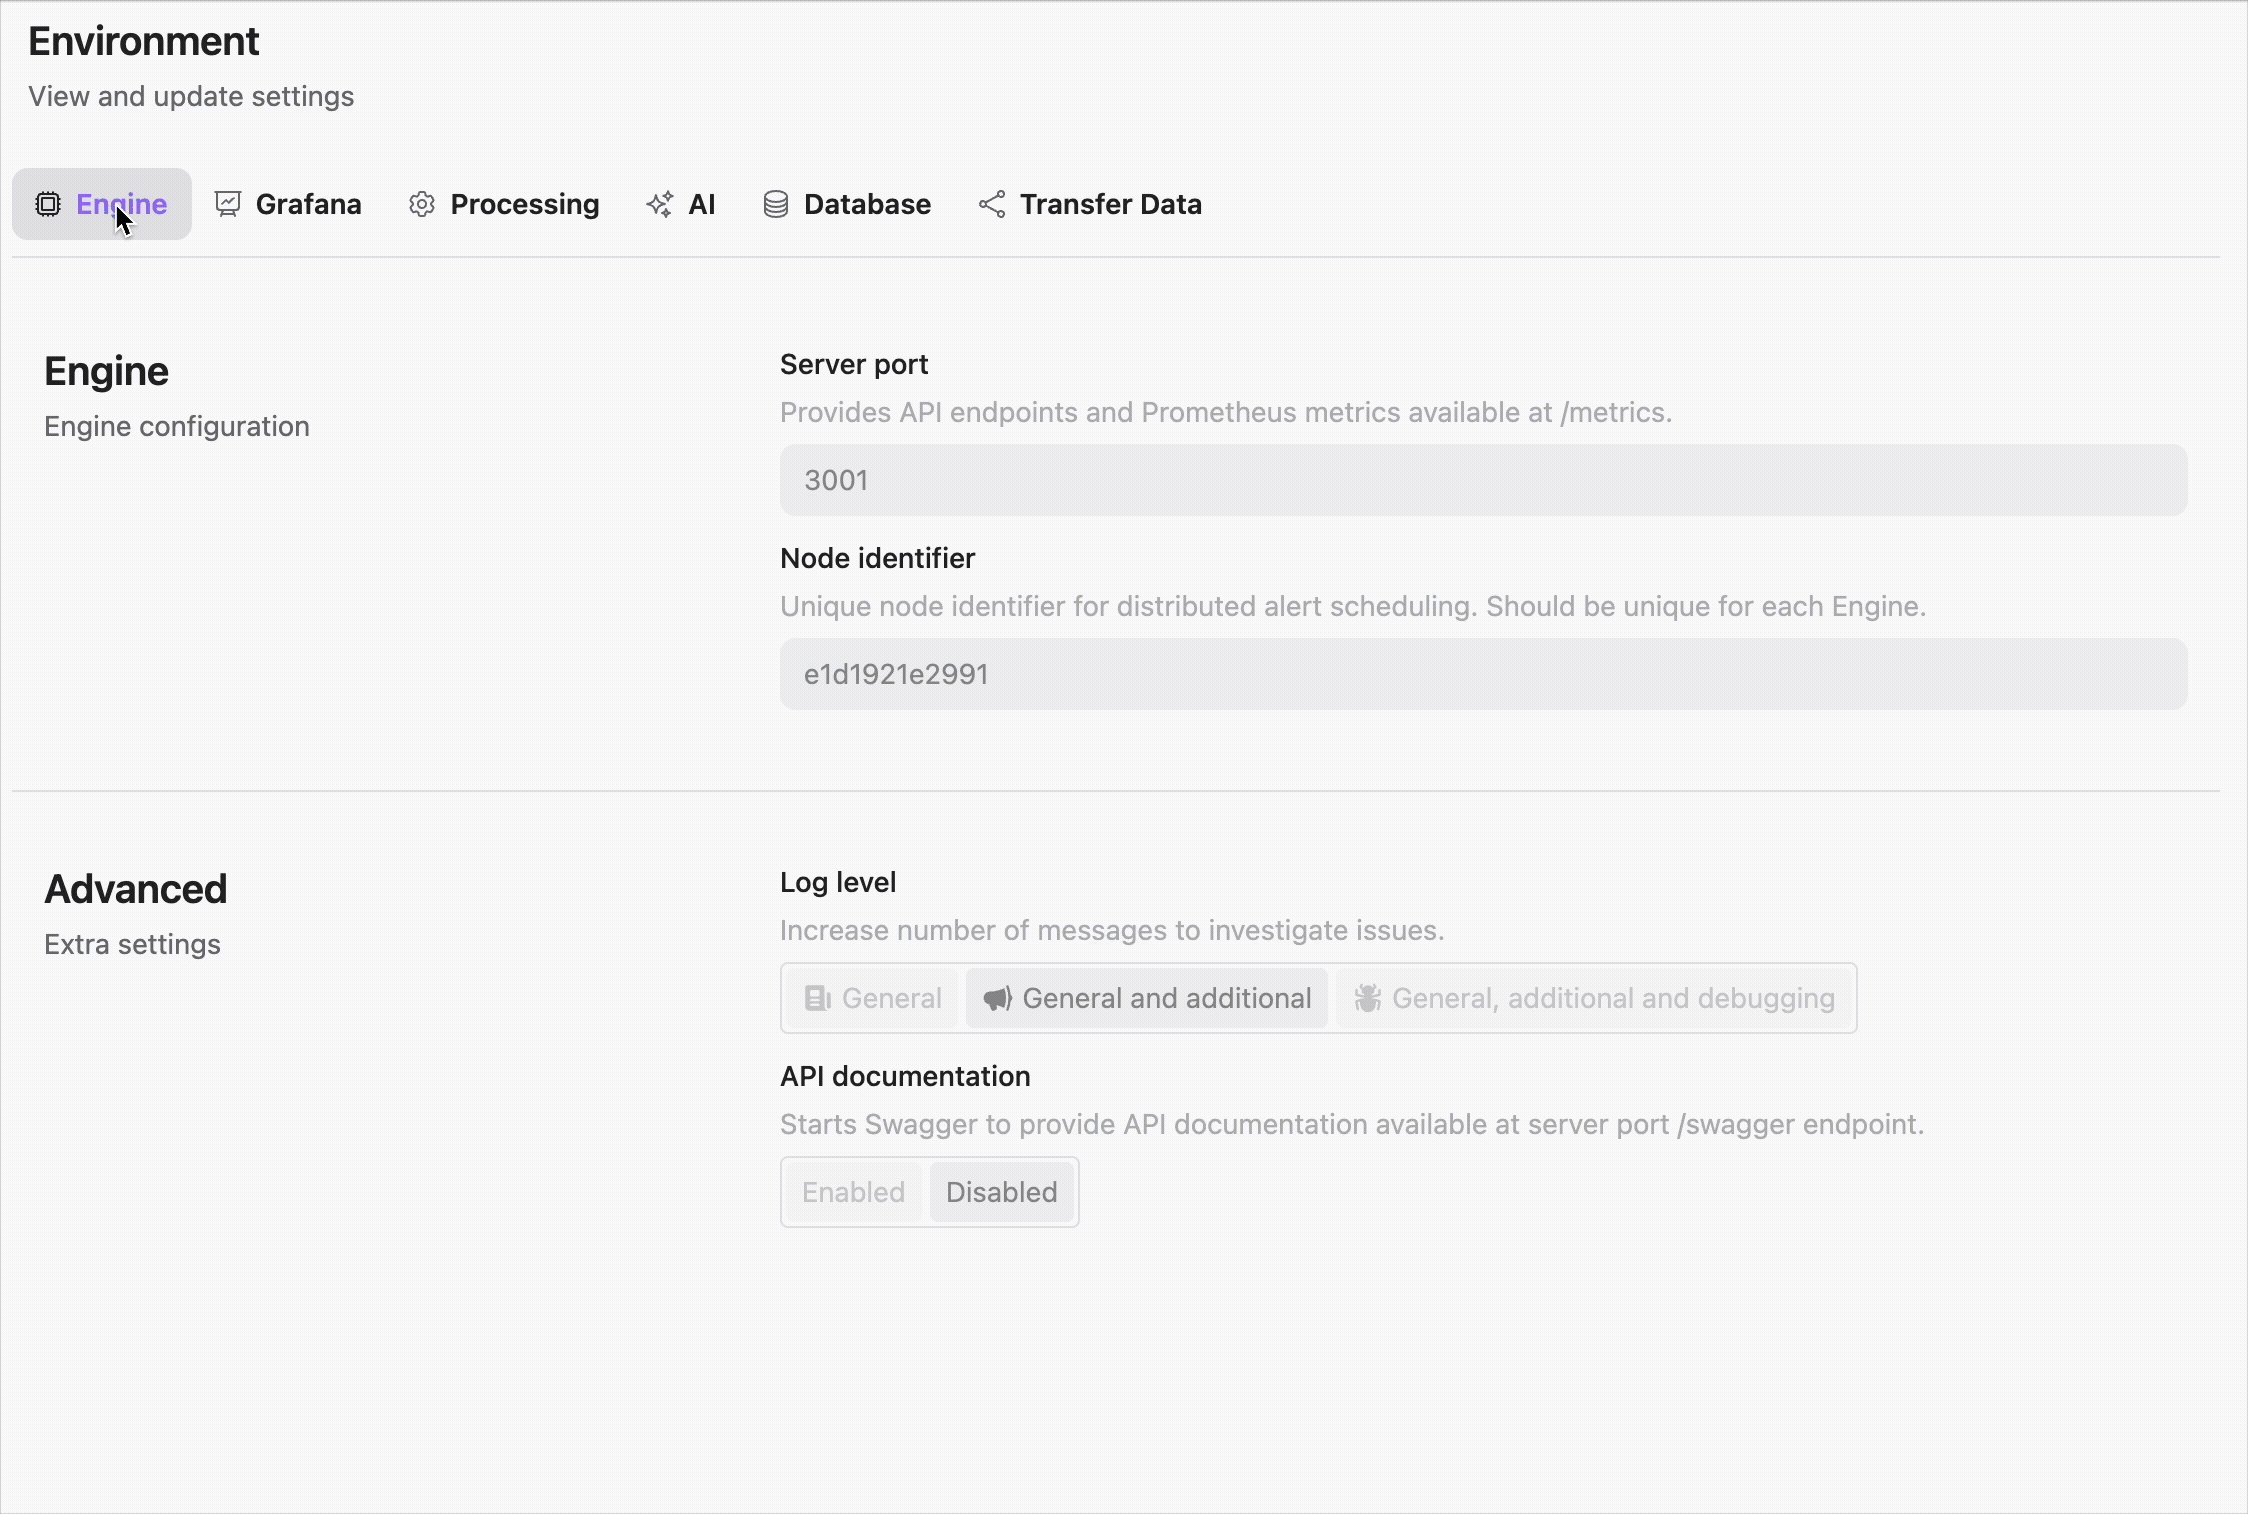 Environment
View and update settings
Engine Grafana Processing AI Database Transfer Data
Engine
Engine configuration
Server port
Provides API endpoints and Prometheus metrics available at /metrics.
3001
Node identifier
Unique node identifier for distributed alert scheduling. Should be unique for each Engine.
e1d1921e2991
Advanced
Extra settings
Log level
Increase number of messages to investigate issues.
General General and additional General, additional and debugging
API documentation
Starts Swagger to provide API documentation available at server port /swagger endpoint.
Enabled Disabled